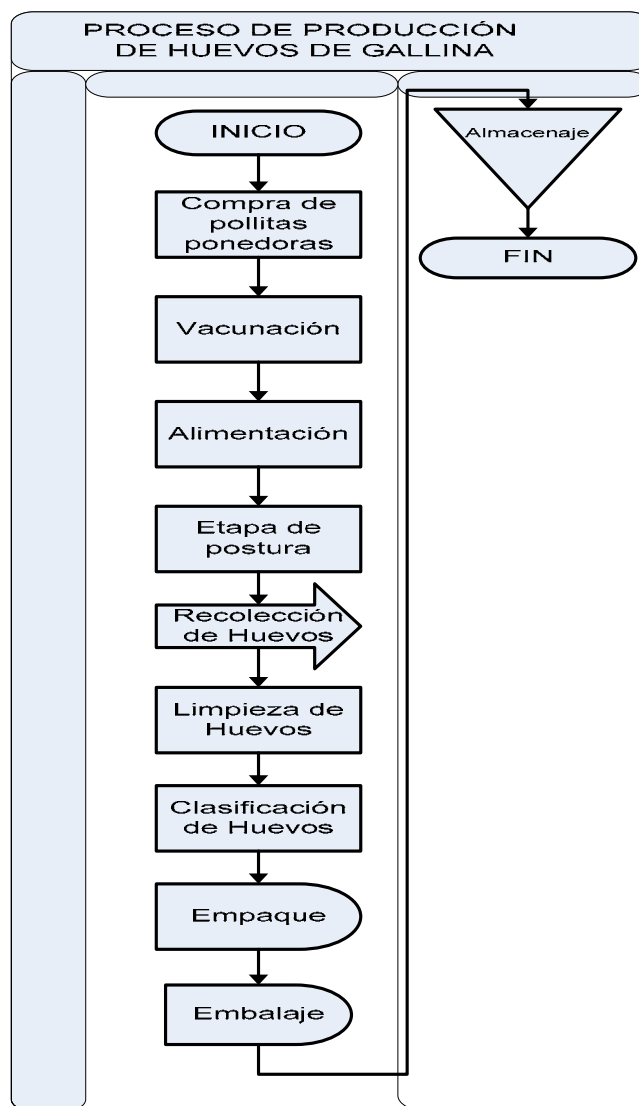 PROCESO DE PRODUCCIÓN
DE HUEVOS DE GALLINA
INICIO
Compra de
pollitas
ponedoras
Vacunación
Alimentación
Etapa de
postura
Recolección
de Huevos
Limpieza de
Huevos
Clasificación
de Huevos
Empaque
Embalaje
Almacenaje
FIN